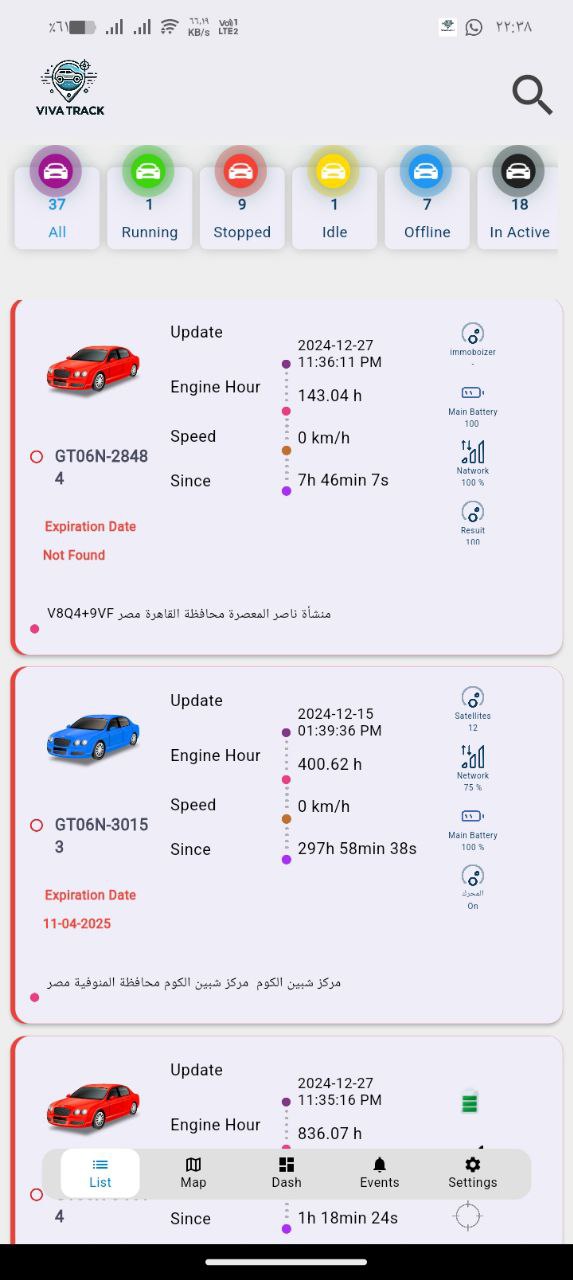 ٪٦١
٦٦,١٩ KB/s
Vo)) 1 LTE2
٢٢:٣٨
VIVA TRACK
37 1 9 1 7 18
All Running Stopped Idle Offline In Active
Update
2024-12-27
11:36:11 PM
Engine Hour 143.04 h
Speed 0 km/h
Since 7h 46min 7s
GT06N-2848
4
Expiration Date
Not Found
immoboizer
-
Main Battery
100
Natwork
100 %
Resuit
100
V8Q4+9VF منشأة ناصر المعصرة محافظة القاهرة مصر
Update
2024-12-15
01:39:36 PM
Engine Hour 400.62 h
Speed 0 km/h
Since 297h 58min 38s
GT06N-3015
3
Expiration Date
11-04-2025
Satellites
12
Network
75 %
Main Battery
100 %
المحرك
On
مركز شبين الكوم مركز شبين الكوم محافظة المنوفية مصر
Update
2024-12-27
11:35:16 PM
Engine Hour 836.07 h
4
Since 1h 18min 24s
List Map Dash Events Settings